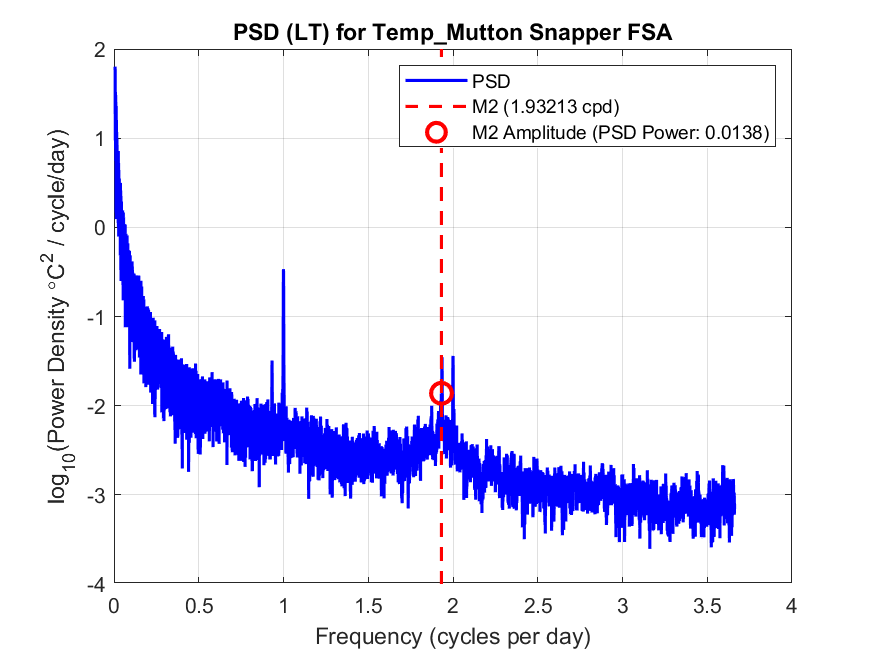 PSD (LT) for Temp_Mutton Snapper FSA
PSD
M2 (1.93213 cpd)
M2 Amplitude (PSD Power: 0.0138)
log10(Power Density °C2 / cycle/day)
2
1
0
-1
-2
-3
-4
0 0.5 1 1.5 2 2.5 3 3.5 4
Frequency (cycles per day)